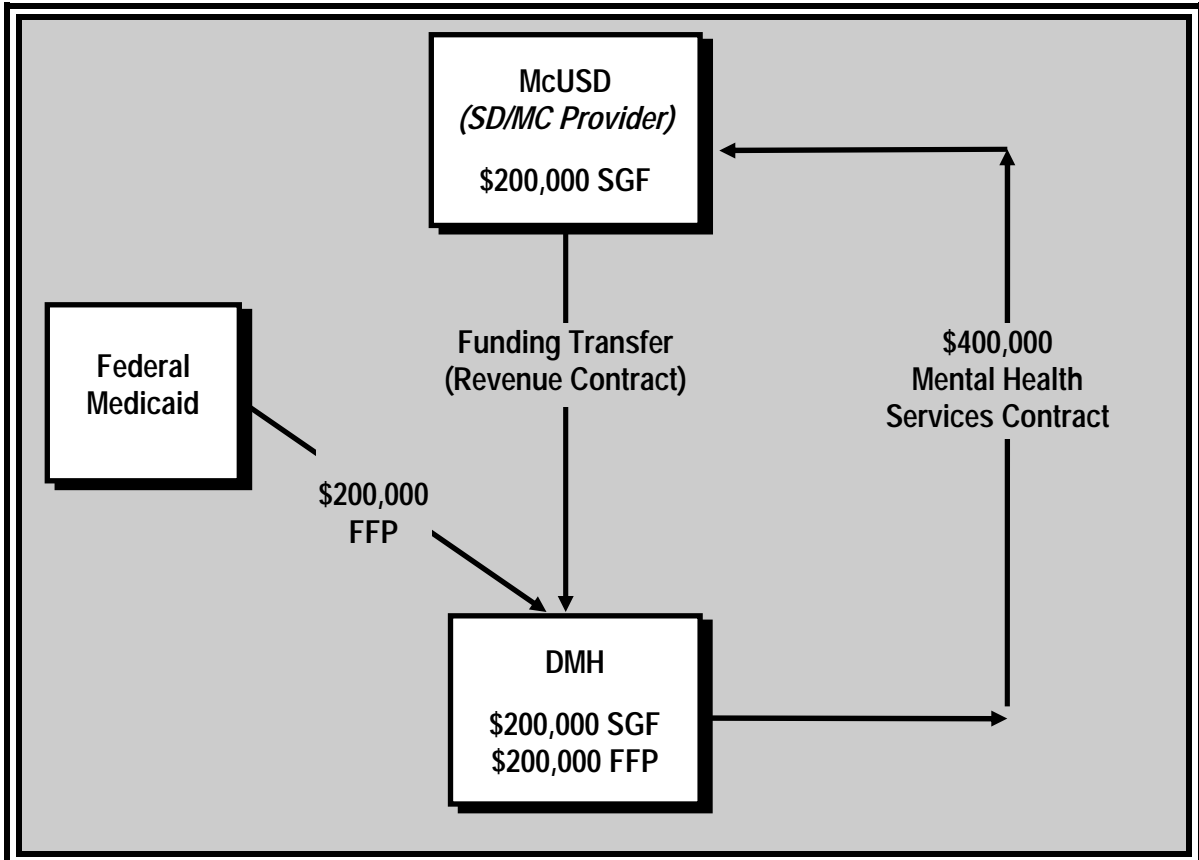 McUSD
(SD/MC Provider)
$200,000 SGF
Federal
Medicaid
Funding Transfer
(Revenue Contract)
$400,000
Mental Health
Services Contract
$200,000
FFP
DMH
$200,000 SGF
$200,000 FFP